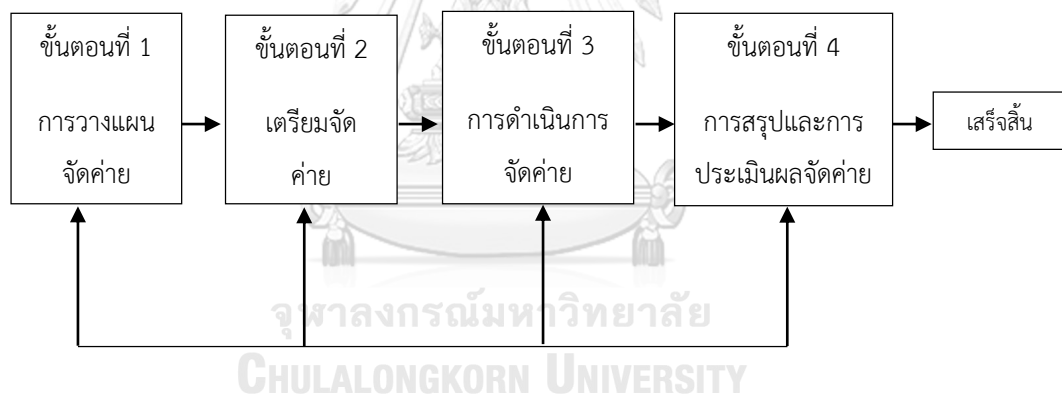 ขั้นตอนที่ 1
การวางแผน
จัดค่าย
ขั้นตอนที่ 2
เตรียมจัด
ค่าย
ขั้นตอนที่ 3
การดำเนินการ
จัดค่าย
ขั้นตอนที่ 4
การสรุปและการ
ประเมินผลจัดค่าย
เสร็จสิ้น
จุฬาลงกรณ์มหาวิทยาลัย
CHULALONGKORN UNIVERSITY